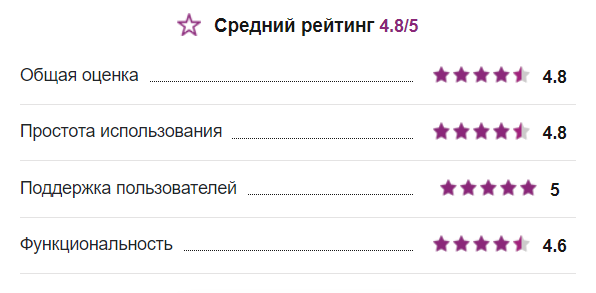 Средний рейтинг 4.8/5
Общая оценка 4.8
Простота использования 4.8
Поддержка пользователей 5
Функциональность 4.6